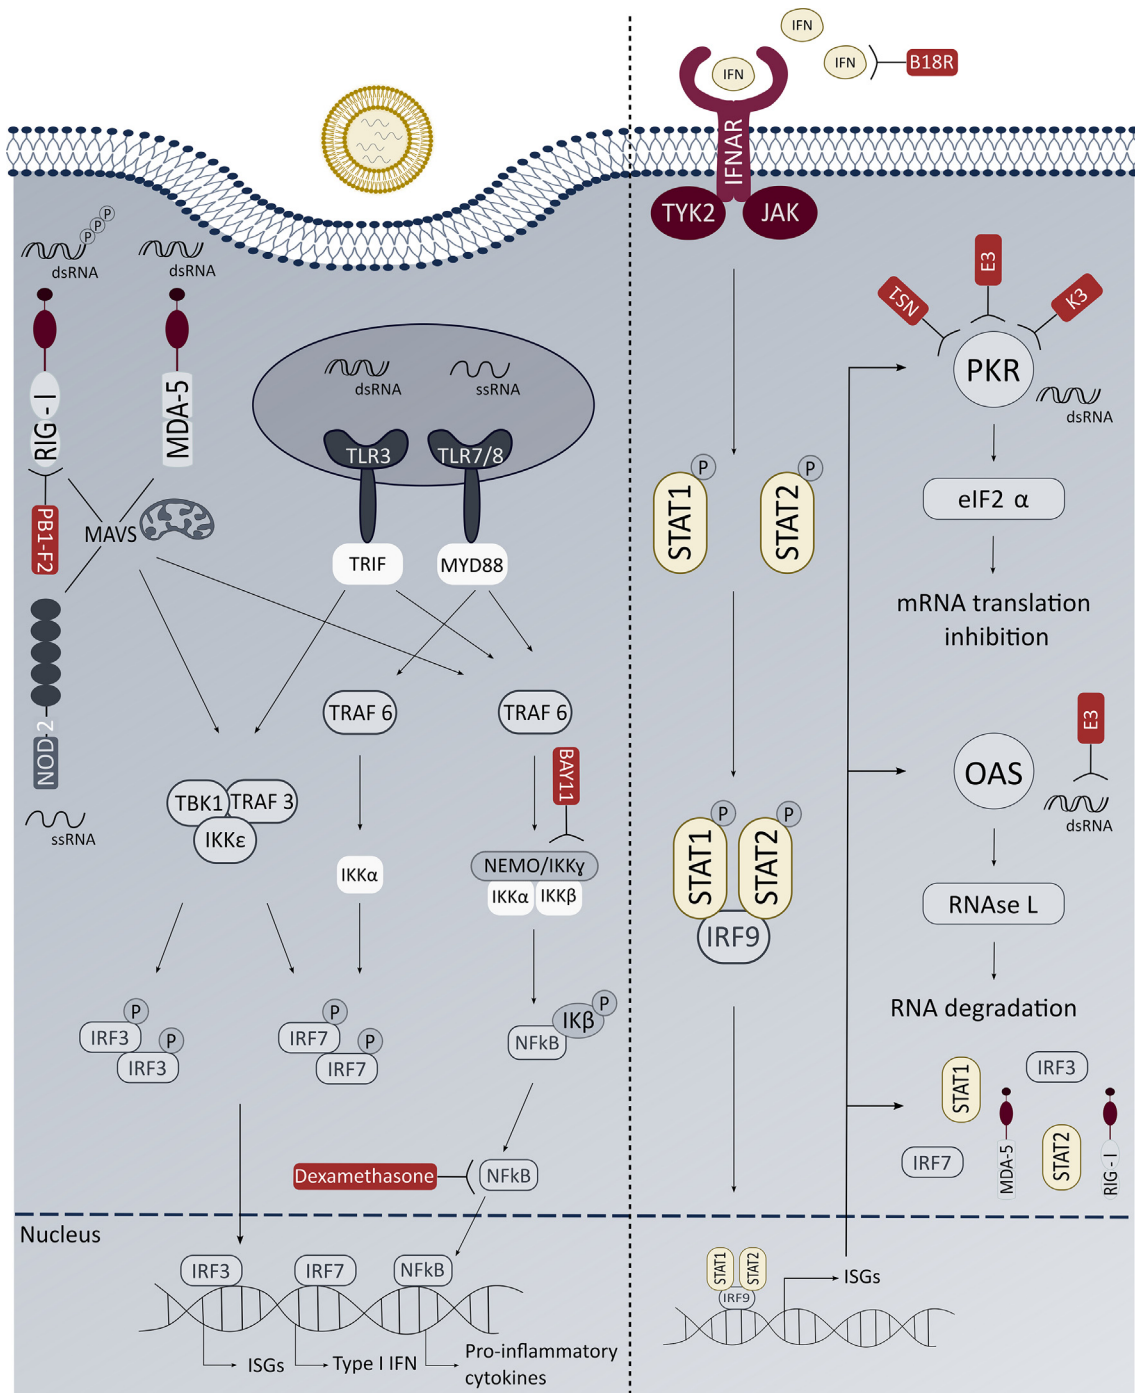 IFN
IFN
B18R
IFN
IFNAR
TYK2
JAK
P
P
P
dsRNA
dsRNA
RIG - I
MDA-5
PB1-F2
MAVS
NOD-2
ssRNA
dsRNA
ssRNA
TLR3
TLR7/8
TRIF
MYD88
TRAF 6
TRAF 6
BAY11
TBK1
TRAF 3
IKKε
IKKα
NEMO/IKKɣ
IKKα
IKKβ
P
IRF3
P
IRF3
P
IRF7
P
IRF7
P
IKβ
NFkB
Dexamethasone
NFkB
Nucleus
IRF3
IRF7
NFkB
ISGs
Type I IFN
Pro-inflammatory
cytokines
P
STAT1
P
STAT2
P
STAT1
P
STAT2
IRF9
STAT1
STAT2
IRF9
ISGs
NS1
E3
K3
PKR
dsRNA
eIF2 α
mRNA translation
inhibition
E3
OAS
dsRNA
RNAse L
RNA degradation
STAT1
IRF3
IRF7
MDA-5
STAT2
RIG - I